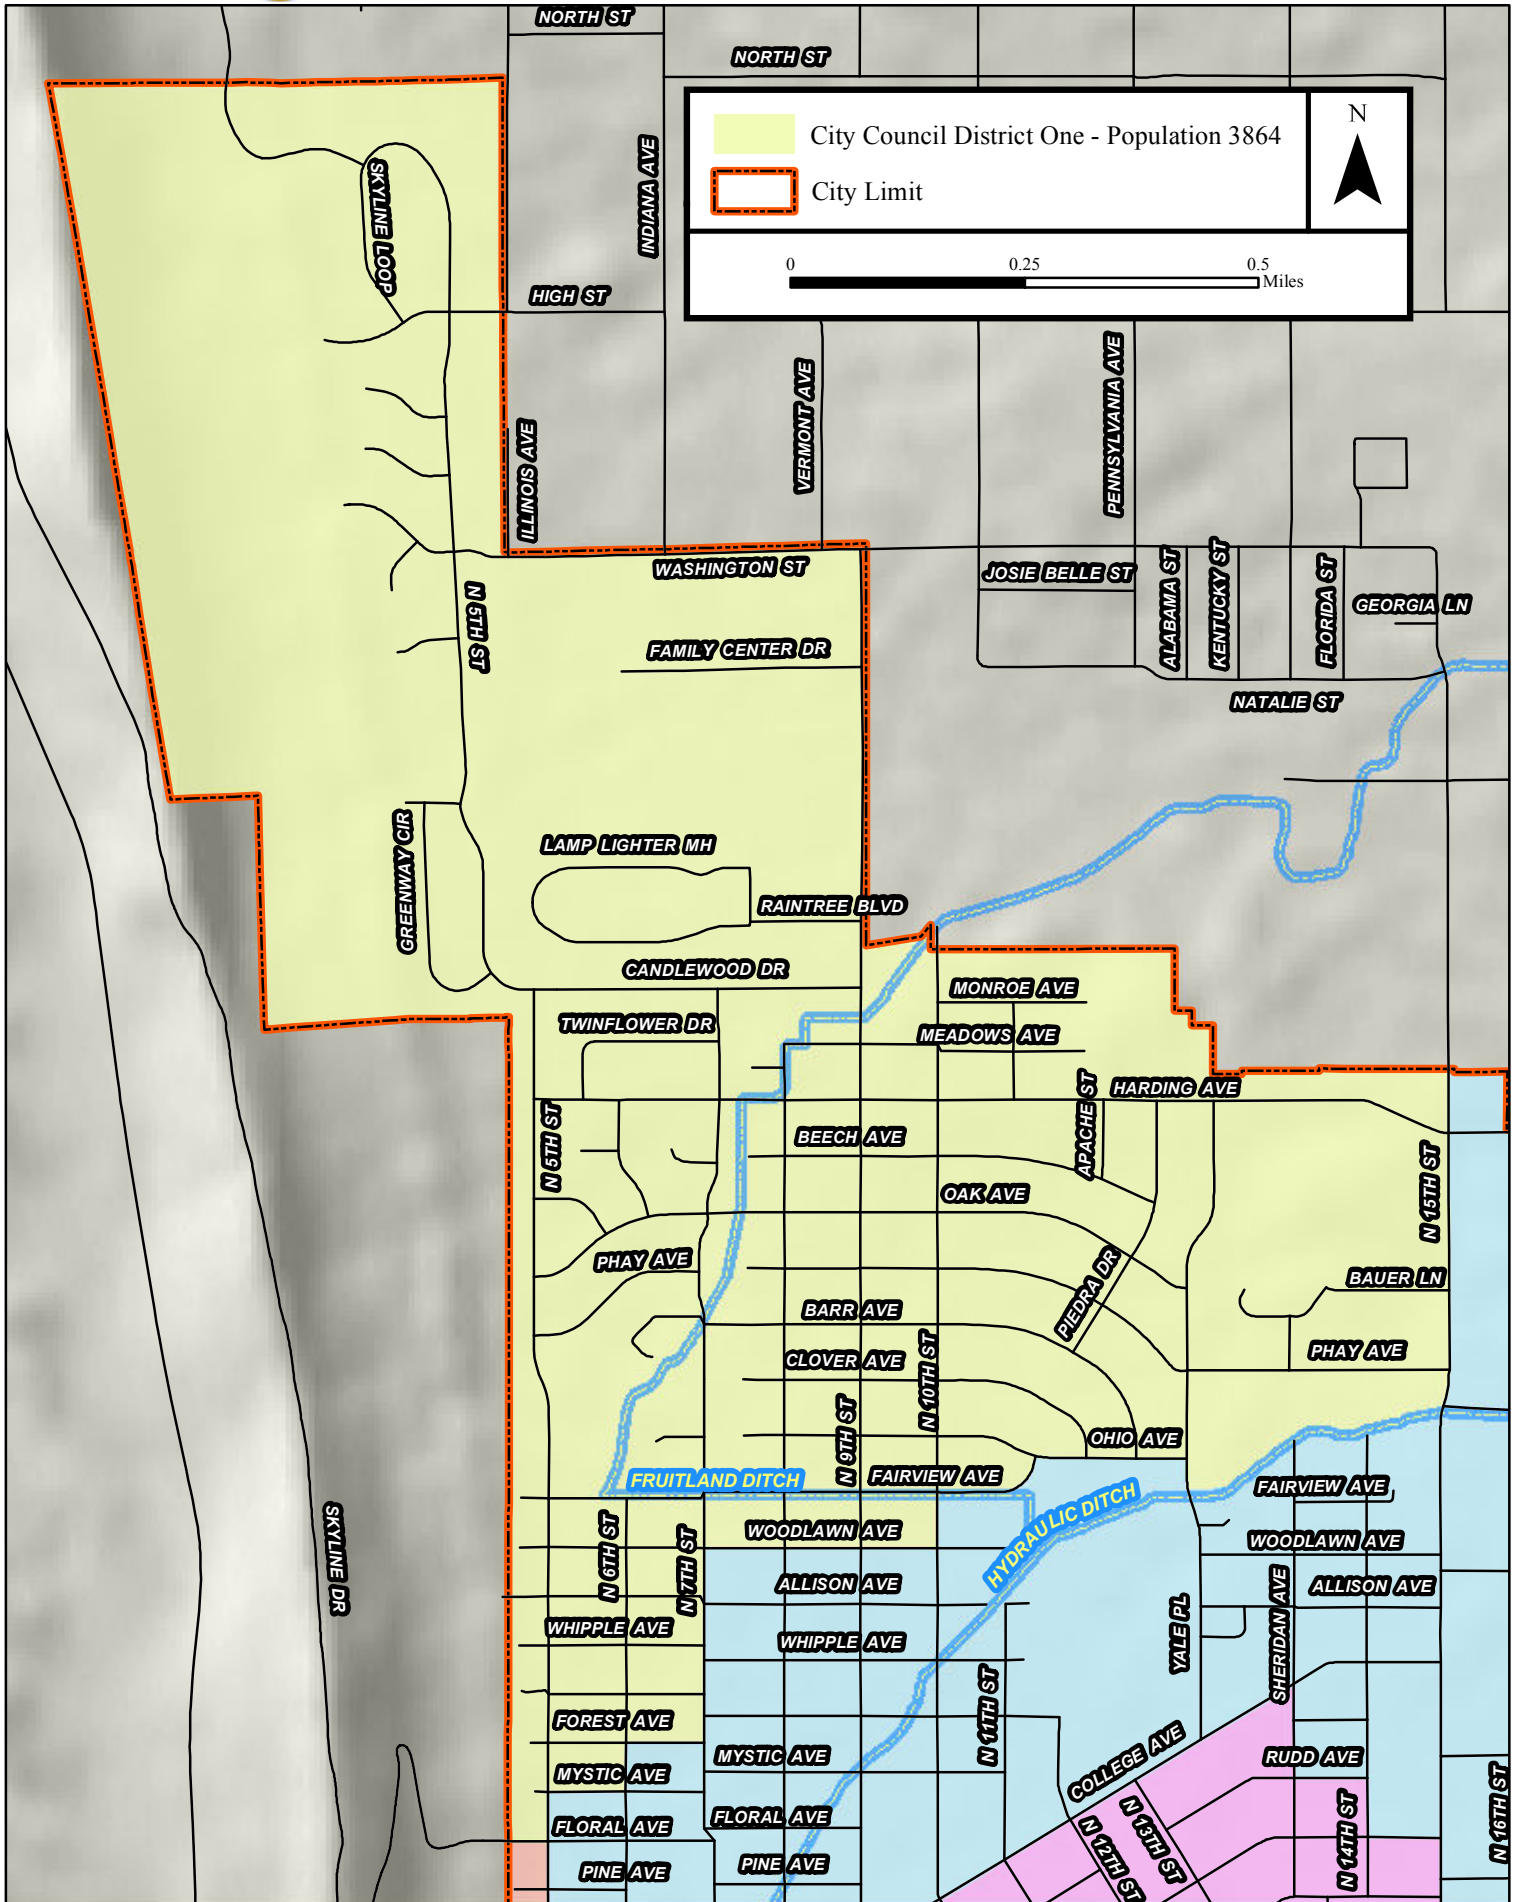 NORTH ST
NORTH ST
City Council District One - Population 3864
N
City Limit
INDIANA AVE
SKYLINE LOOP
0 0.25 0.5
Miles
HIGH ST
VERMONT AVE
PENNSYLVANIA AVE
ILLINOIS AVE
WASHINGTON ST
JOSIE BELLE ST
ALABAMA ST
KENTUCKY ST
FLORIDA ST
GEORGIA LN
N 5TH ST
FAMILY CENTER DR
NATALIE ST
GREENWAY CIR
LAMP LIGHTER MH
RAINTREE BLVD
CANDLEWOOD DR
MONROE AVE
TWINFLOWER DR
MEADOWS AVE
APACHE ST
HARDING AVE
N 5TH ST
BEECH AVE
N 15TH ST
OAK AVE
PHAY AVE
PIEDRA DR
BAUER LN
BARR AVE
CLOVER AVE
N 10TH ST
PHAY AVE
N 9TH ST
OHIO AVE
FRUITLAND DITCH
FAIRVIEW AVE
HYDRAULIC DITCH
FAIRVIEW AVE
SKYLINE DR
N 6TH ST
N 7TH ST
WOODLAWN AVE
WOODLAWN AVE
ALLISON AVE
SHERIDAN AVE
ALLISON AVE
WHIPPLE AVE
WHIPPLE AVE
YALE PL
N 11TH ST
FOREST AVE
MYSTIC AVE
COLLEGE AVE
RUDD AVE
MYSTIC AVE
N 16TH ST
FLORAL AVE
FLORAL AVE
N 12TH ST
N 13TH ST
N 14TH ST
PINE AVE
PINE AVE